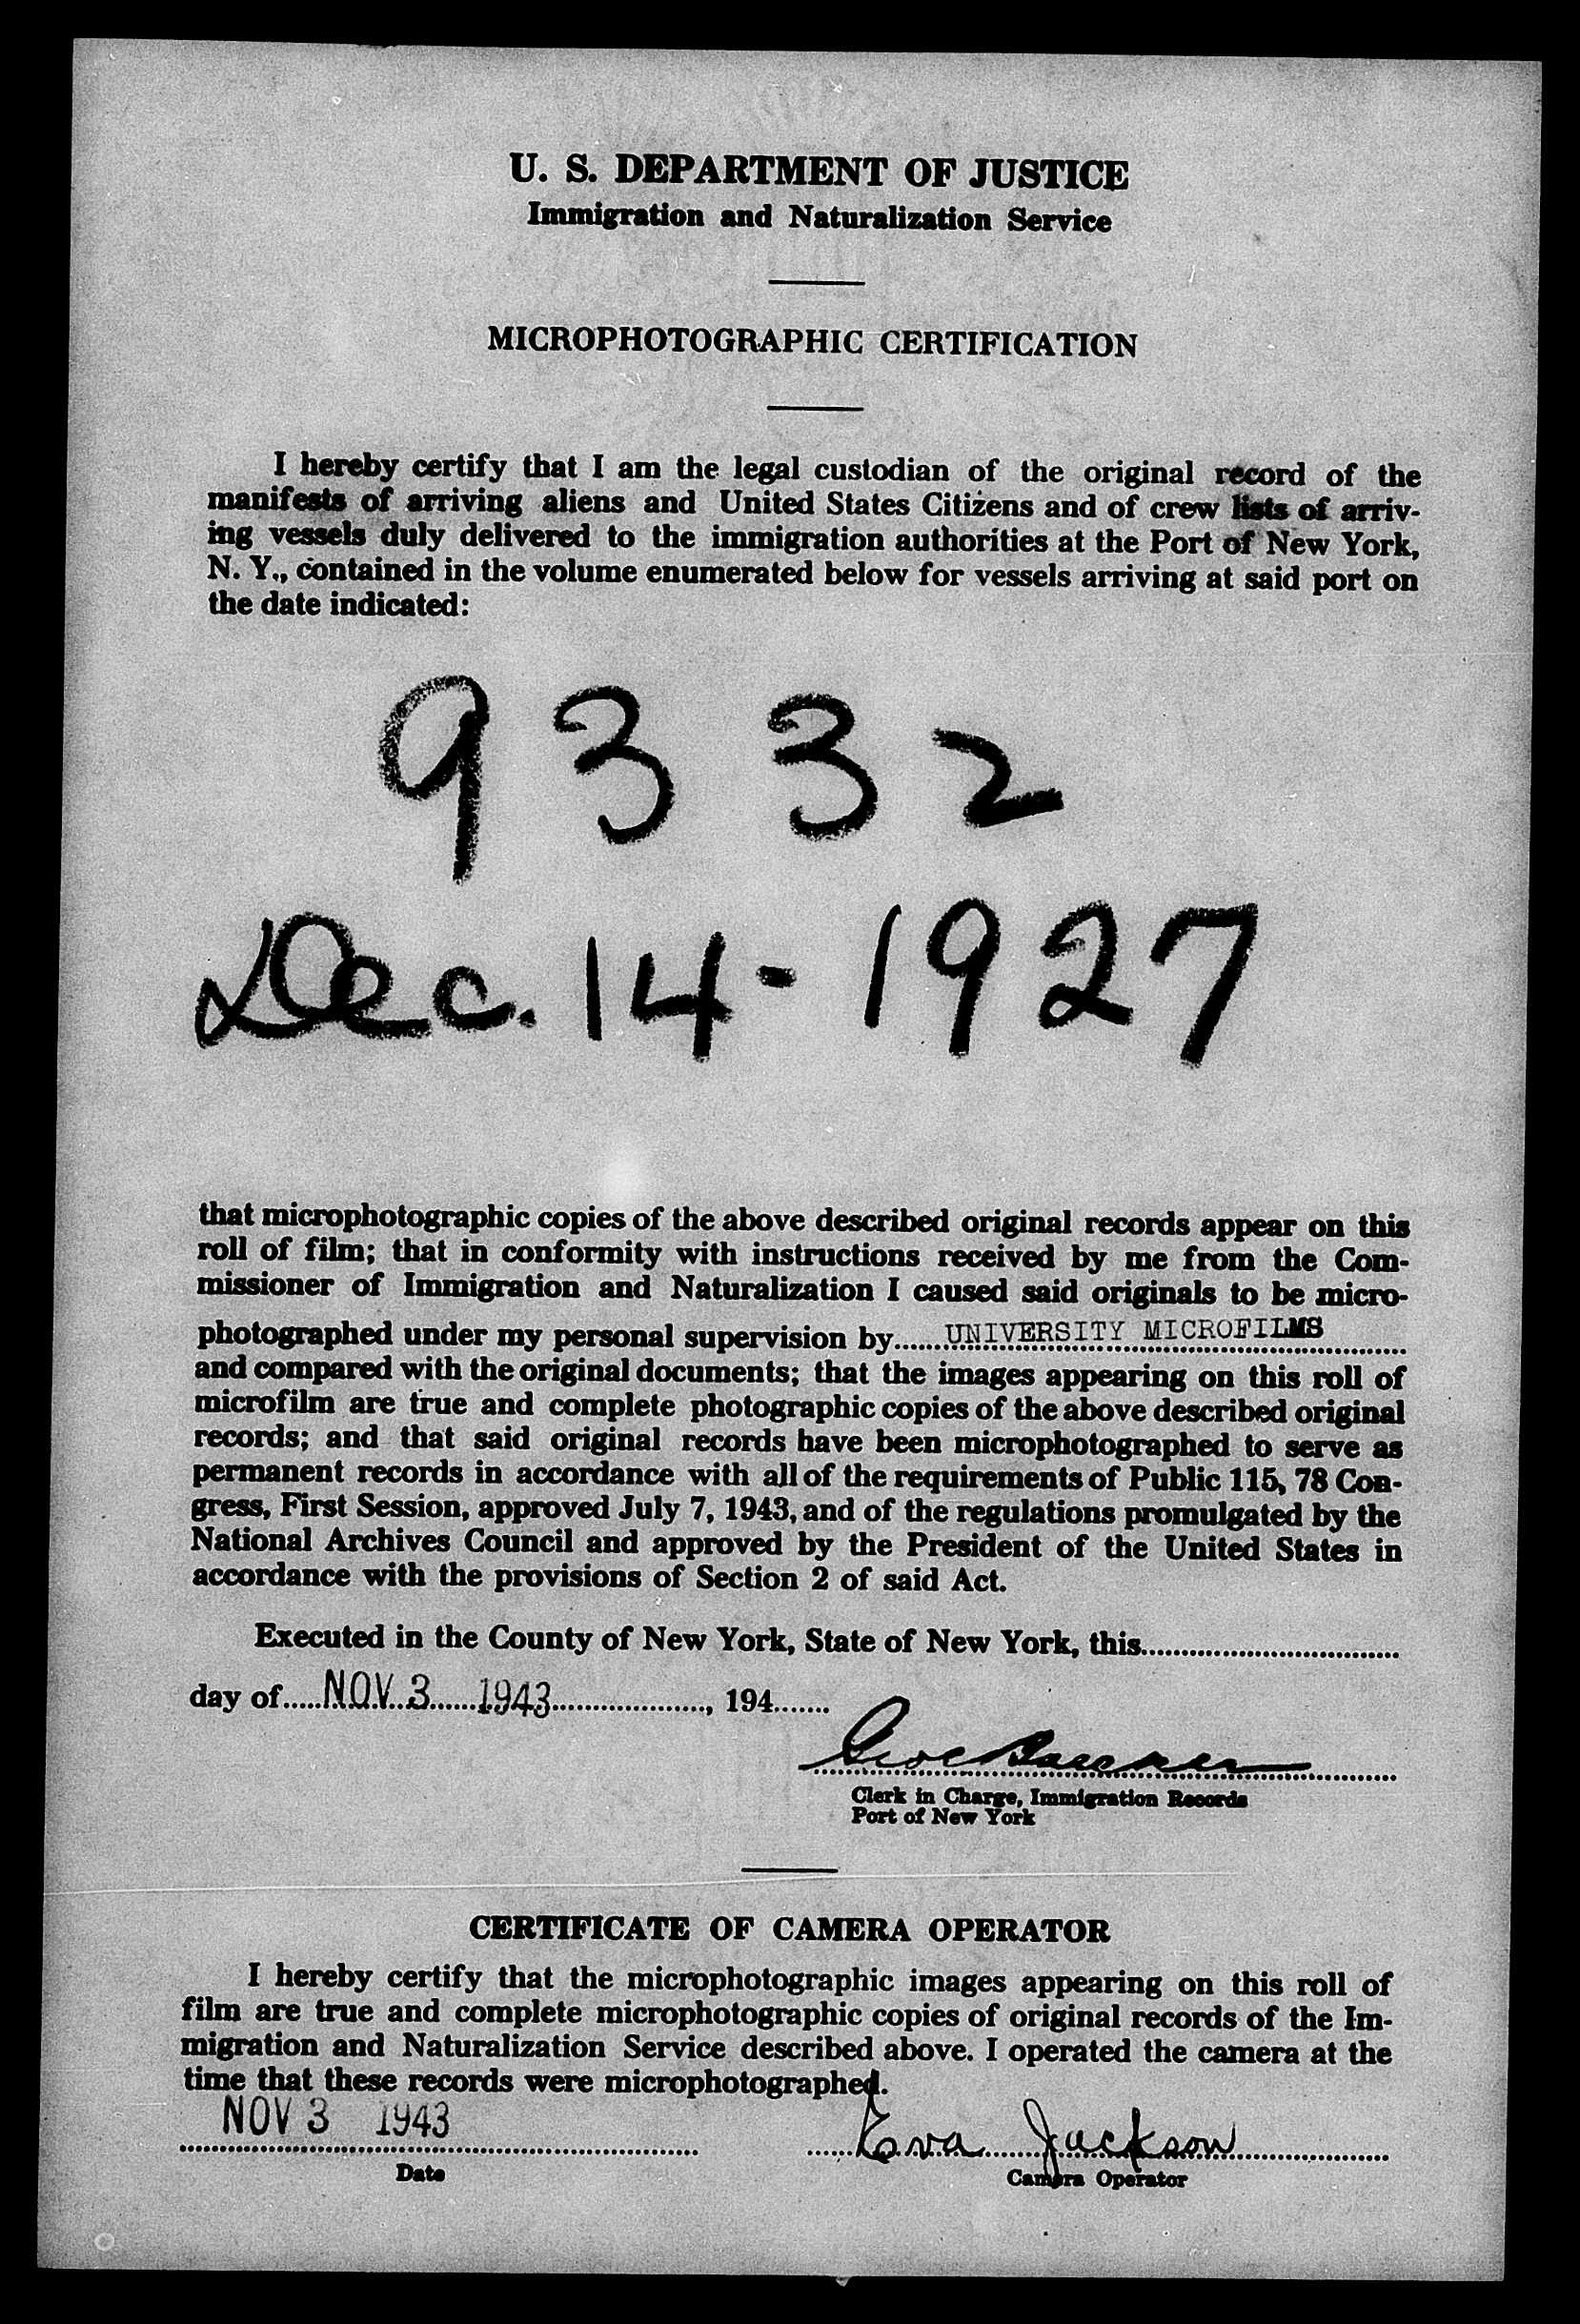 U. S. DEPARTMENT OF JUSTICE
Immigration and Naturalization Service
MICROPHOTOGRAPHIC CERTIFICATION
I hereby certify that I am the legal custodian of the original record of the
manifests of arriving aliens and United States Citizens and of crew lists of arriv-
ing vessels duly delivered to the immigration authorities at the Port of New York,
N. Y., contained in the volume enumerated below for vessels arriving at said port on
the date indicated:
9332
Dec. 14 - 1927
that microphotographic copies of the above described original records appear on this
roll of film; that in conformity with instructions received by me from the Com-
missioner of Immigration and Naturalization I caused said originals to be micro-
photographed under my personal supervision by UNIVERSITY MICROFILMS
and compared with the original documents; that the images appearing on this roll of
microfilm are true and complete photographic copies of the above described original
records; and that said original records have been microphotographed to serve as
permanent records in accordance with all of the requirements of Public 115, 78 Con-
gress, First Session, approved July 7, 1943, and of the regulations promulgated by the
National Archives Council and approved by the President of the United States in
accordance with the provisions of Section 2 of said Act.
Executed in the County of New York, State of New York, this
day of NOV 3 1943, 194
Clerk in Charge, Immigration Records
Port of New York
CERTIFICATE OF CAMERA OPERATOR
I hereby certify that the microphotographic images appearing on this roll of
film are true and complete microphotographic copies of original records of the Im-
migration and Naturalization Service described above. I operated the camera at the
time that these records were microphotographed.
NOV 3 1943 Eva Jackson
Date Camera Operator